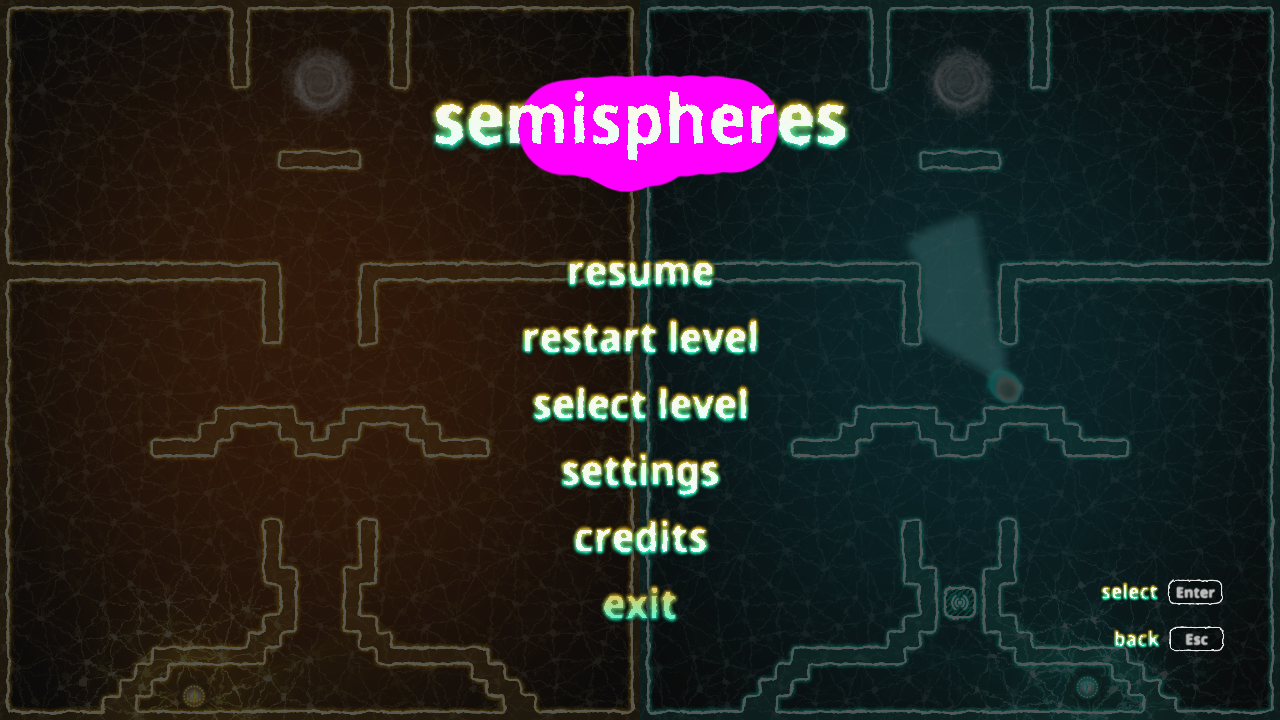 semispheres
resume
restart level
select level
settings
credits
exit
select Enter
back Esc